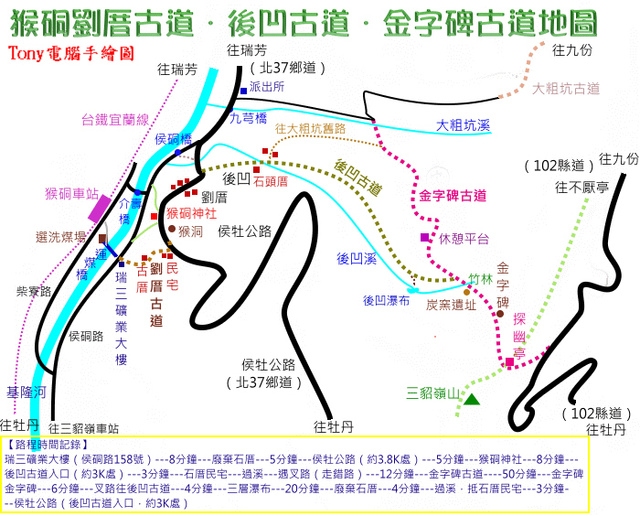 猴硐劉厝古道．後凹古道．金字碑古道地圖
Tony電腦手繪圖
往瑞芳
往瑞芳
(北37鄉道)
往九份
派出所
大粗坑古道
台鐵宜蘭線
九芎橋
往大粗坑舊路
大粗坑溪
侯硐橋
往九份
(102縣道)
後凹
石頭厝
後凹古道
往不厭亭
猴硐車站
介壽橋
劉厝
金字碑古道
猴硐神社
猴洞
侯牡公路
休憩平台
選洗煤場
運煤橋
後凹溪
古厝
劉厝古道
民宅
竹林
金字碑
柴寮路
瑞三礦業大樓
後凹瀑布
炭窯遺址
侯硐路
探幽亭
侯牡公路
(北37鄉道)
基隆河
三貂嶺山
往牡丹
往三貂嶺車站
往牡丹
(102縣道)
往牡丹
【路程時間記錄】
瑞三礦業大樓（侯硐路158號）---8分鐘---廢棄石厝---5分鐘---侯牡公路（約3.8K處）---5分鐘---猴硐神社---8分鐘---
後凹古道入口（約3K處）---3分鐘---石厝民宅---過溪---遇叉路（走錯路）---12分鐘---金字碑古道---50分鐘---金字碑
金字碑---6分鐘---叉路往後凹古道---4分鐘---三層瀑布---20分鐘---廢棄石厝---4分鐘---過溪．抵石厝民宅---3分鐘---
--侯牡公路（後凹古道入口．約3K處）